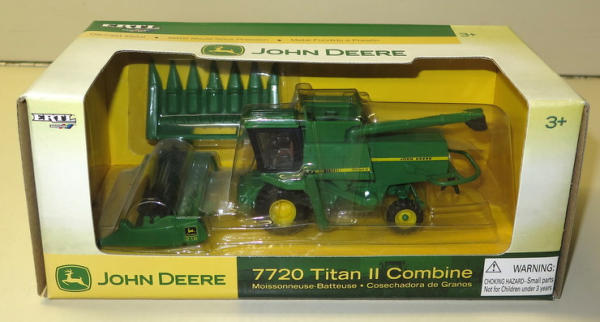 ERTL
JOHN DEERE
3+
ERTL
3+
JOHN DEERE
218
JOHN DEERE
7720 Titan II Combine
Moissonneuse-Batteuse • Cosechadora de Granos
WARNING:
CHOKING HAZARD-Small parts
Not for Children under 3 years